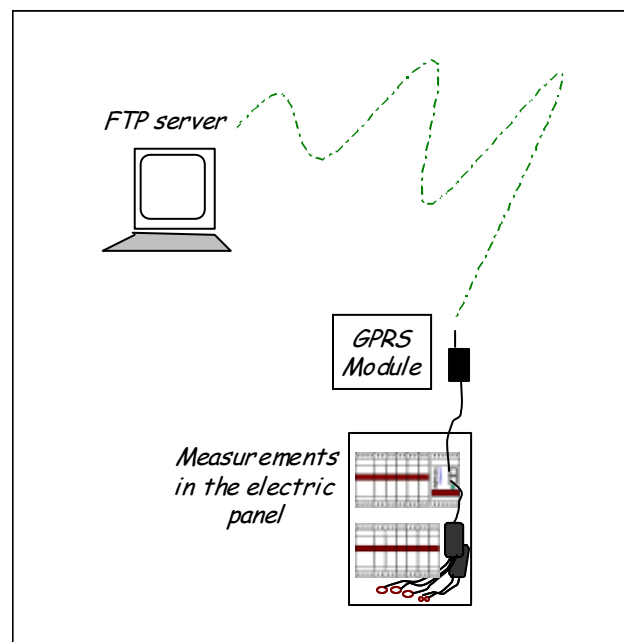 FTP server
GPRS
Module
Measurements
in the electric
panel